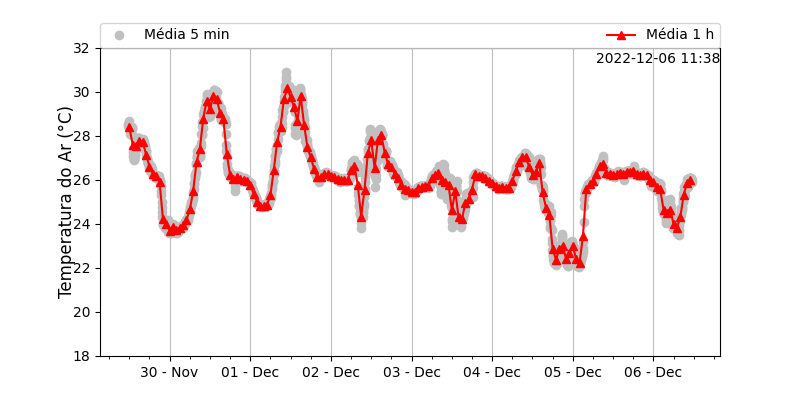 Média 5 min
Média 1 h
2022-12-06 11:38
Temperatura do Ar (°C)
32
30
28
26
24
22
20
18
30 - Nov
01 - Dec
02 - Dec
03 - Dec
04 - Dec
05 - Dec
06 - Dec